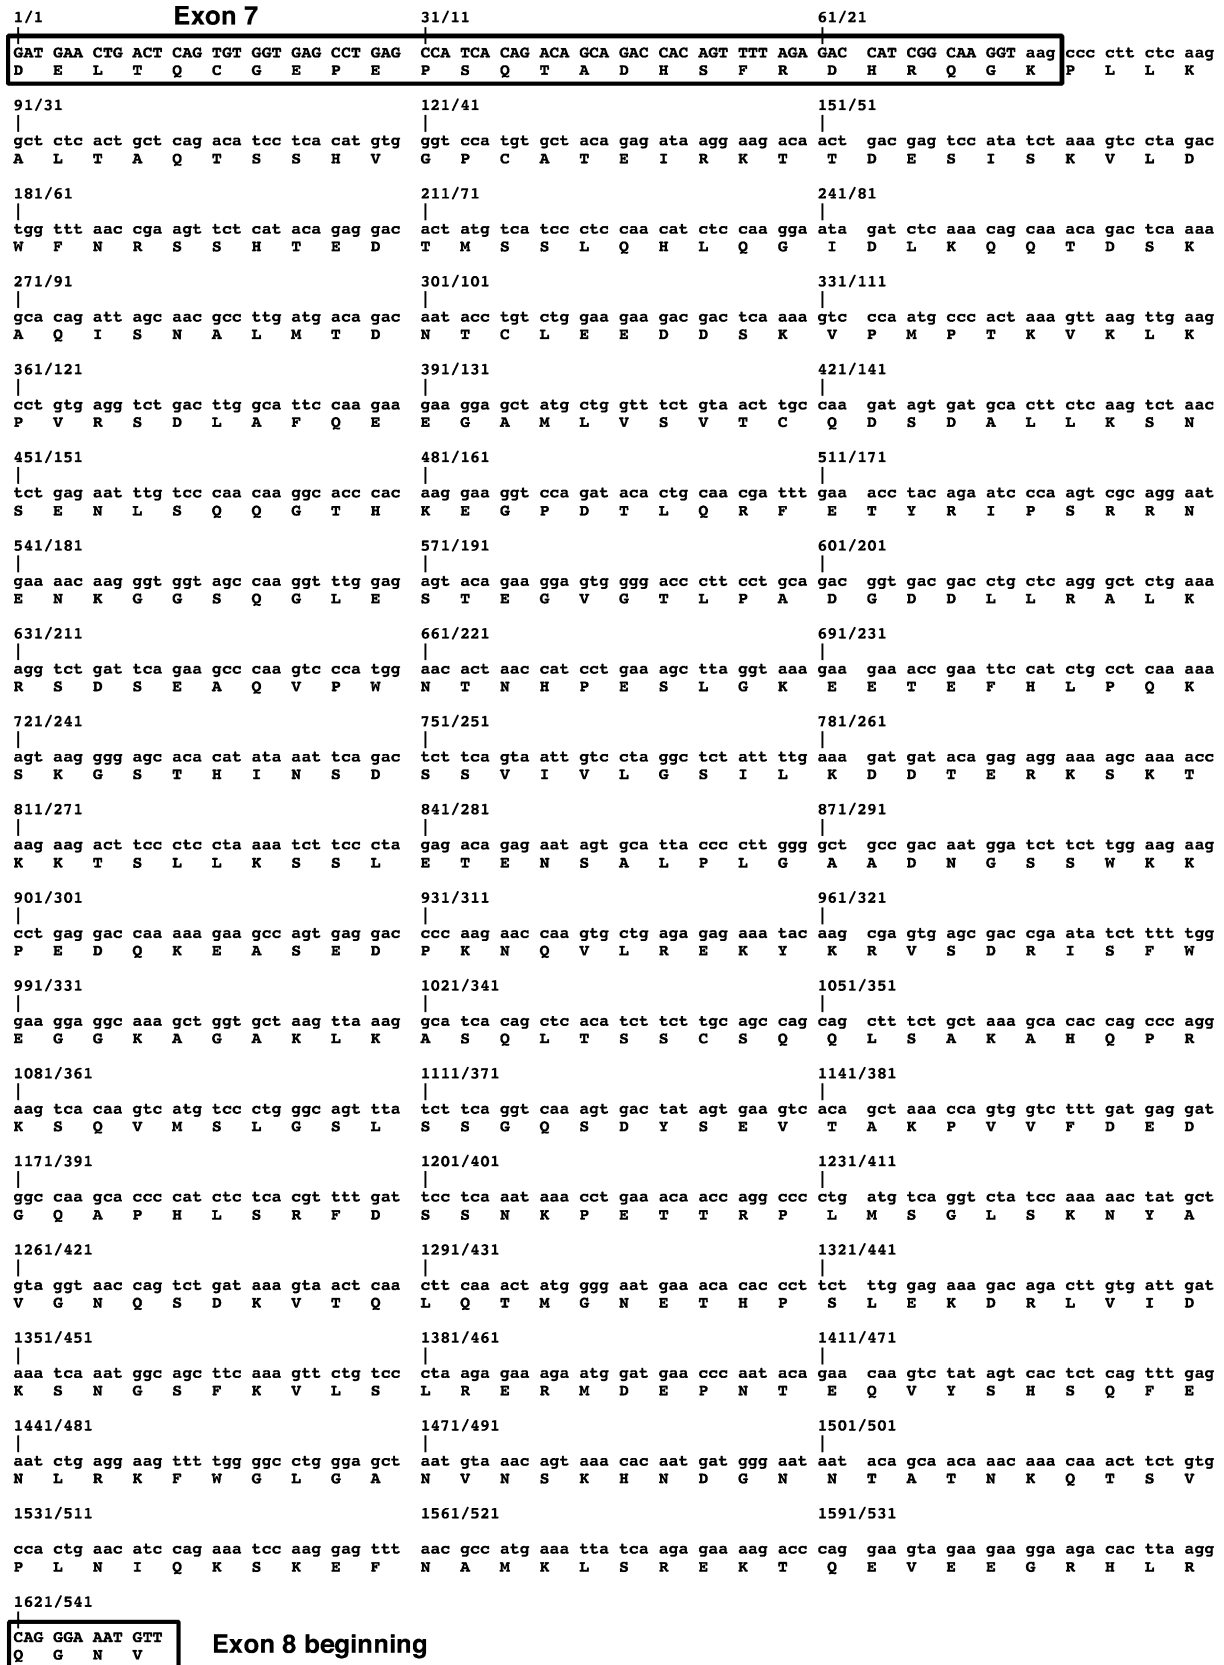 1/1 Exon 7 31/11 61/21
GAT GAA CTG ACT CAG TGT GGT GAG CCT GAG CCA TCA CAG ACA GCA GAC CAC AGT TTT AGA GAC CAT CGG CAA GGT aag ccc ctt ctc aag
D E L T Q C G E P E P S Q T A D H S F R D H R Q G K P L L K
91/31 121/41 151/51
gct ctc act gct cag aca tcc tca cat gtg ggt cca tgt gct aca gag ata agg aag aca act gac gag tcc ata tct aaa gtc cta gac
A L T A Q T S S H V G P C A T E I R K T T D E S I S K V L D
181/61 211/71 241/81
tgg ttt aac cga agt tct cat aca gag gac act atg tca tcc ctc caa cat ctc caa gga ata gat ctc aaa cag caa aca gac tca aaa
W F N R S S H T E D T M S S L Q H L Q G I D L K Q Q T D S K
271/91 301/101 331/111
gca cag att agc aac gcc ttg atg aca gac aat acc tgt ctg gaa gaa gac gac tca aaa gtc cca atg ccc act aaa gtt aag ttg aag
A Q I S N A L M T D N T C L E E D D S K V P M P T K V K L K
361/121 391/131 421/141
cct gtg agg tct gac ttg gca ttc caa gaa gaa gga gct atg ctg gtt tct gta act tgc caa gat agt gat gca ctt ctc aag tct aac
P V R S D L A F Q E E G A M L V S V T C Q D S D A L L K S N
451/151 481/161 511/171
tct gag aat ttg tcc caa caa ggc acc cac aag gaa ggt cca gat aca ctg caa cga ttt gaa acc tac aga atc cca agt cgc agg aat
S E N L S Q Q G T H K E G P D T L Q R F E T Y R I P S R R N
541/181 571/191 601/201
gaa aac aag ggt ggt agc caa ggt ttg gag agt aca gaa gga gtg ggg acc ctt cct gca gac ggt gac gac ctg ctc agg gct ctg aaa
E N K G G S Q G L E S T E G V G T L P A D G D D L L R A L K
631/211 661/221 691/231
agg tct gat tca gaa gcc caa gtc cca tgg aac act aac cat cct gaa agc tta ggt aaa gaa gaa acc gaa ttc cat ctg cct caa aaa
R S D S E A Q V P W N T N H P E S L G K E E T E F H L P Q K
721/241 751/251 781/261
agt aag ggg agc aca cat ata aat tca gac tct tca gta att gtc cta ggc tct att ttg aaa gat gat aca gag agg aaa agc aaa acc
S K G S T H I N S D S S V I V L G S I L K D D T E R K S K T
811/271 841/281 871/291
aag aag act tcc ctc cta aaa tct tcc cta gag aca gag aat agt gca tta ccc ctt ggg gct gcc gac aat gga tct tct tgg aag aag
K K T S L L K S S L E T E N S A L P L G A A D N G S S W K K
901/301 931/311 961/321
cct gag gac caa aaa gaa gcc agt gag gac ccc aag aac caa gtg ctg aga gag aaa tac aag cga gtg agc gac cga ata tct ttt tgg
P E D Q K E A S E D P K N Q V L R E K Y K R V S D R I S F W
991/331 1021/341 1051/351
gaa gga ggc aaa gct ggt gct aag tta aag gca tca cag ctc aca tct tct tgc agc cag cag ctt tct gct aaa gca cac cag ccc agg
E G G K A G A K L K A S Q L T S S C S Q Q L S A K A H Q P R
1081/361 1111/371 1141/381
aag tca caa gtc atg tcc ctg ggc agt tta tct tca ggt caa agt gac tat agt gaa gtc aca gct aaa cca gtg gtc ttt gat gag gat
K S Q V M S L G S L S S G Q S D Y S E V T A K P V V F D E D
1171/391 1201/401 1231/411
ggc caa gca ccc cat ctc tca cgt ttt gat tcc tca aat aaa cct gaa aca acc agg ccc ctg atg tca ggt cta tcc aaa aac tat gct
G Q A P H L S R F D S S N K P E T T R P L M S G L S K N Y A
1261/421 1291/431 1321/441
gta ggt aac cag tct gat aaa gta act caa ctt caa act atg ggg aat gaa aca cac cct tct ttg gag aaa gac aga ctt gtg att gat
V G N Q S D K V T Q L Q T M G N E T H P S L E K D R L V I D
1351/451 1381/461 1411/471
aaa tca aat ggc agc ttc aaa gtt ctg tcc cta aga gaa aga atg gat gaa ccc aat aca gaa caa gtc tat agt cac tct cag ttt gag
K S N G S F K V L S L R E R M D E P N T E Q V Y S H S Q F E
1441/481 1471/491 1501/501
aat ctg agg aag ttt tgg ggc ctg gga gct aat gta aac agt aaa cac aat gat ggg aat aat aca gca aca aac aaa caa act tct gtg
N L R K F W G L G A N V N S K H N D G N N T A T N K Q T S V
1531/511 1561/521 1591/531
cca ctg aac atc cag aaa tcc aag gag ttt aac gcc atg aaa tta tca aga gaa aag acc cag gaa gta gaa gaa gga aga cac tta agg
P L N I Q K S K E F N A M K L S R E K T Q E V E E G R H L R
1621/541
CAG GGA AAT GTT Exon 8 beginning
Q G N V